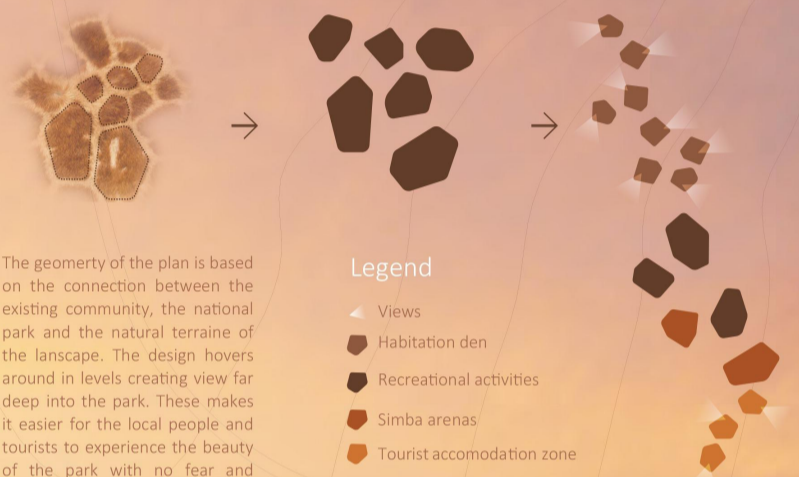 The geomerty of the plan is based
on the connection between the
existing community, the national
park and the natural terraine of
the lanscape. The design hovers
around in levels creating view far
deep into the park. These makes
it easier for the local people and
tourists to experience the beauty
of the park with no fear and
Legend
Views
Habitation den
Recreational activities
Simba arenas
Tourist accomodation zone